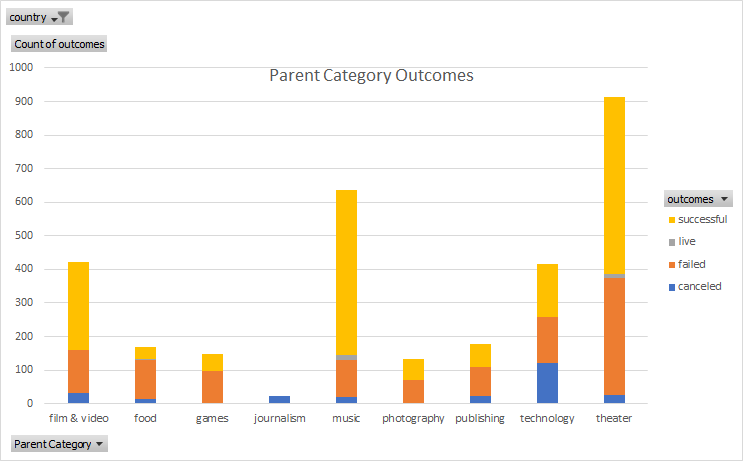 country
Count of outcomes
Parent Category Outcomes
1000
900
800
700
600
500
400
300
200
100
0
film & video food games journalism music photography publishing technology theater
outcomes
successful
live
failed
canceled
Parent Category